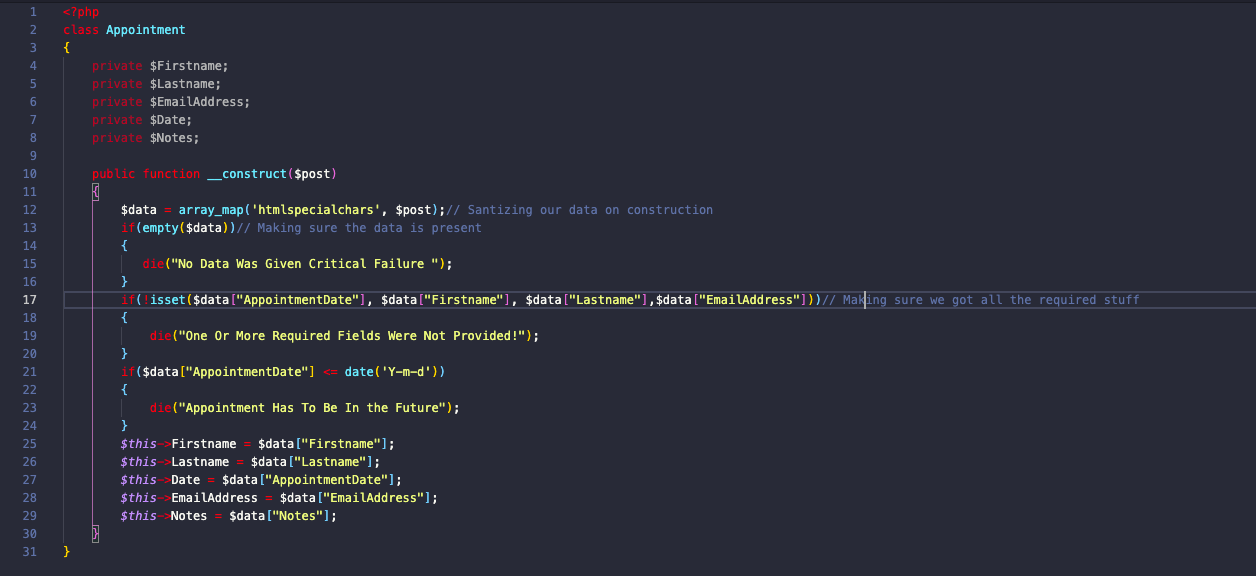 1 <?php
2 class Appointment
3 {
4 private $Firstname;
5 private $Lastname;
6 private $EmailAddress;
7 private $Date;
8 private $Notes;
9
10 public function __construct($post)
11 {
12 $data = array_map('htmlspecialchars', $post);// Santizing our data on construction
13 if(empty($data))// Making sure the data is present
14 {
15 die("No Data Was Given Critical Failure ");
16 }
17 if(!isset($data["AppointmentDate"], $data["Firstname"], $data["Lastname"],$data["EmailAddress"]))// Making sure we got all the required stuff
18 {
19 die("One Or More Required Fields Were Not Provided!");
20 }
21 if($data["AppointmentDate"] <= date('Y-m-d'))
22 {
23 die("Appointment Has To Be In the Future");
24 }
25 $this->Firstname = $data["Firstname"];
26 $this->Lastname = $data["Lastname"];
27 $this->Date = $data["AppointmentDate"];
28 $this->EmailAddress = $data["EmailAddress"];
29 $this->Notes = $data["Notes"];
30 }
31 }